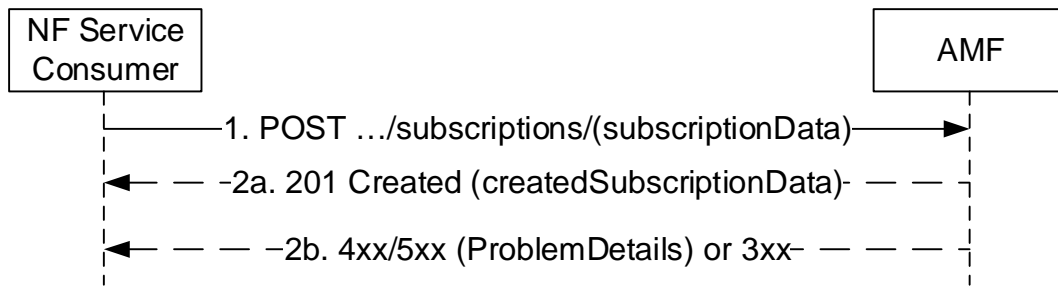 NF Service
Consumer
AMF
1. POST …/subscriptions/(subscriptionData)
2a. 201 Created (createdSubscriptionData)
2b. 4xx/5xx (ProblemDetails) or 3xx